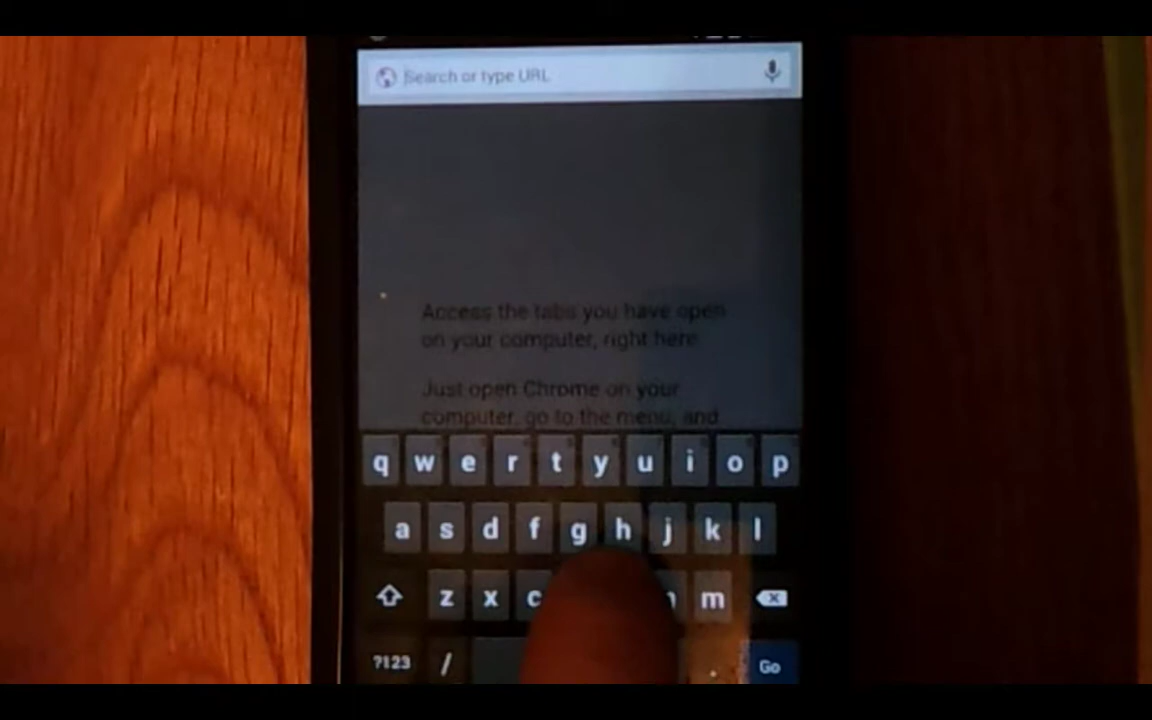 Search or type URL
Access the tabs you have open
on your computer, right here
Just open Chrome on your
computer, go to the menu, and
q w e r t y u i o p
a s d f g h j k l
z x c m
?123 / . Go